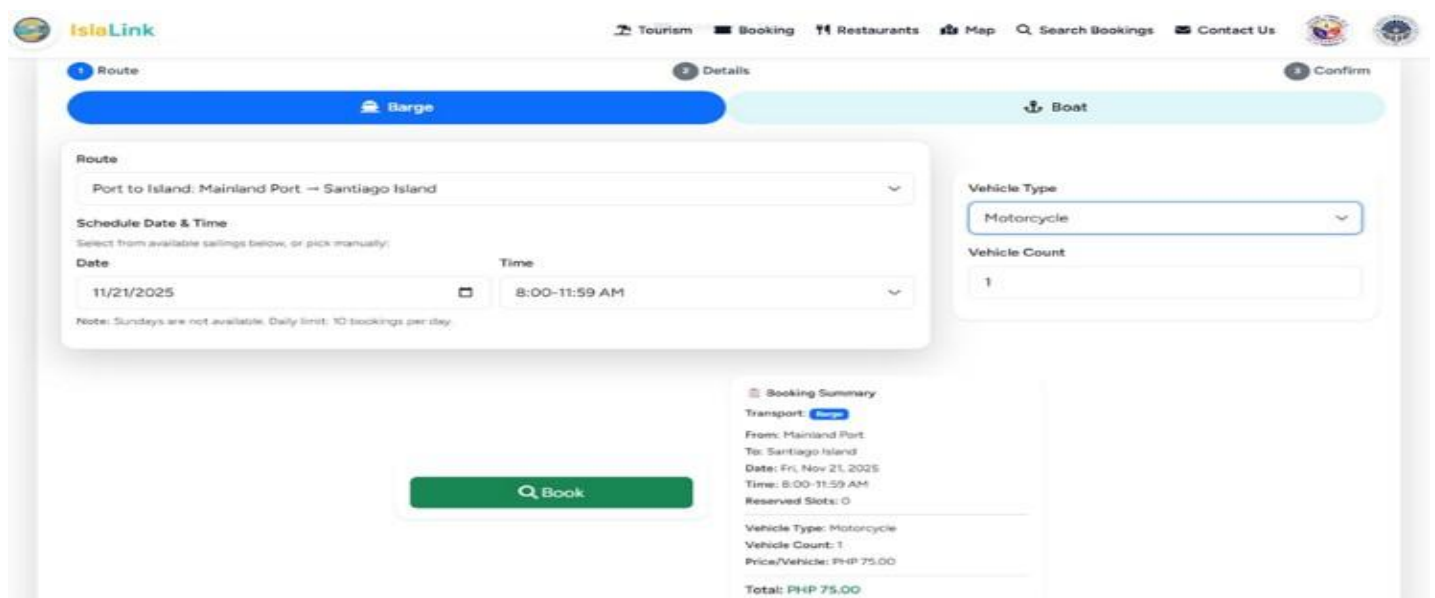 IslaLink
Tourism Booking Restaurants Map Search Bookings Contact Us
1 Route 2 Details 3 Confirm
Barge Boat
Route
Port to Island: Mainland Port → Santiago Island
Schedule Date & Time
Select from available sailings below, or pick manually:
Date Time
11/21/2025 8:00-11:59 AM
Note: Sundays are not available. Daily limit: 10 bookings per day.
Vehicle Type
Motorcycle
Vehicle Count
1
Book
Booking Summary
Transport: Barge
From: Mainland Port
To: Santiago Island
Date: Fri, Nov 21, 2025
Time: 8:00-11:59 AM
Reserved Slots: 0
Vehicle Type: Motorcycle
Vehicle Count: 1
Price/Vehicle: PHP 75.00
Total: PHP 75.00